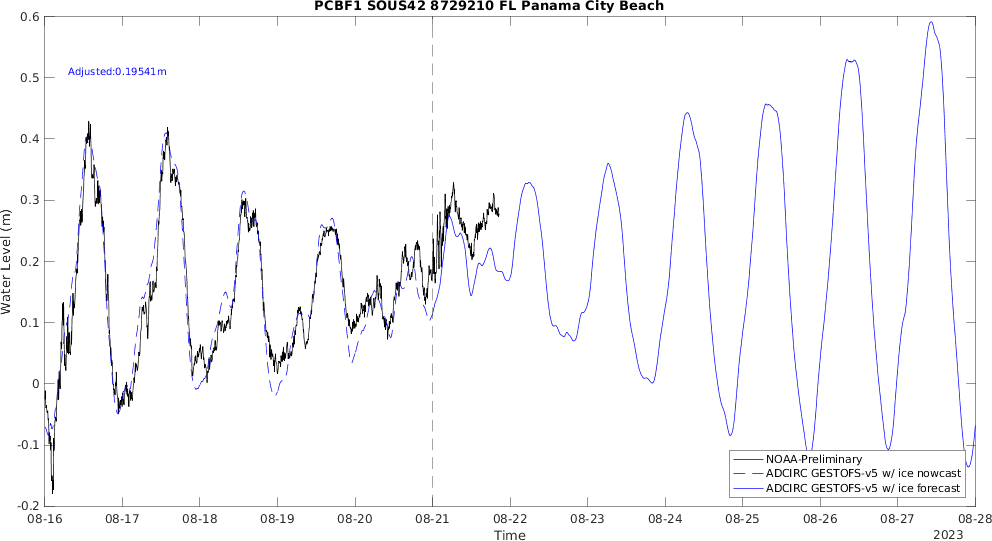 PCBF1 SOUS42 8729210 FL Panama City Beach
Adjusted:0.19541m
Water Level (m)
0.6
0.5
0.4
0.3
0.2
0.1
0
-0.1
-0.2
NOAA-Preliminary
ADCIRC GESTOFS-v5 w/ ice nowcast
ADCIRC GESTOFS-v5 w/ ice forecast
08-16 08-17 08-18 08-19 08-20 08-21 08-22 08-23 08-24 08-25 08-26 08-27 08-28
Time
2023